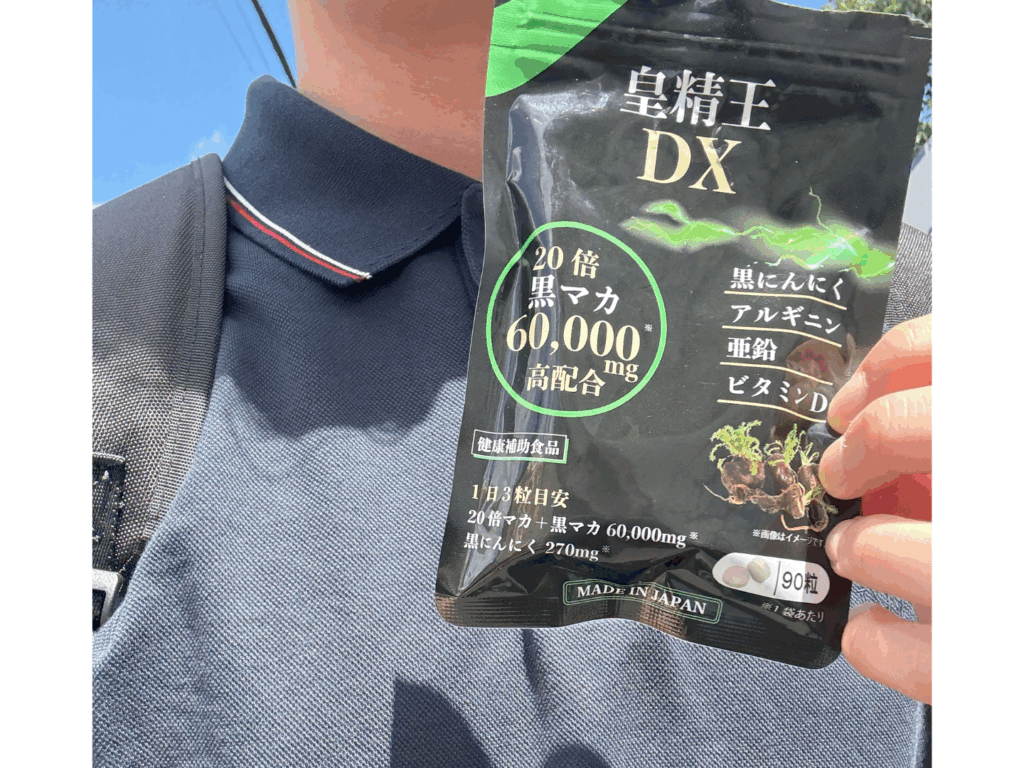 皇精王
DX
20倍
黒マカ
60,000※
mg
高配合
黒にんにく
アルギニン
亜鉛
ビタミンD
健康補助食品
1日3粒目安
20倍マカ+黒マカ 60,000mg※
黒にんにく 270mg※
※画像はイメージです
90粒
※1袋あたり
MADE IN JAPAN